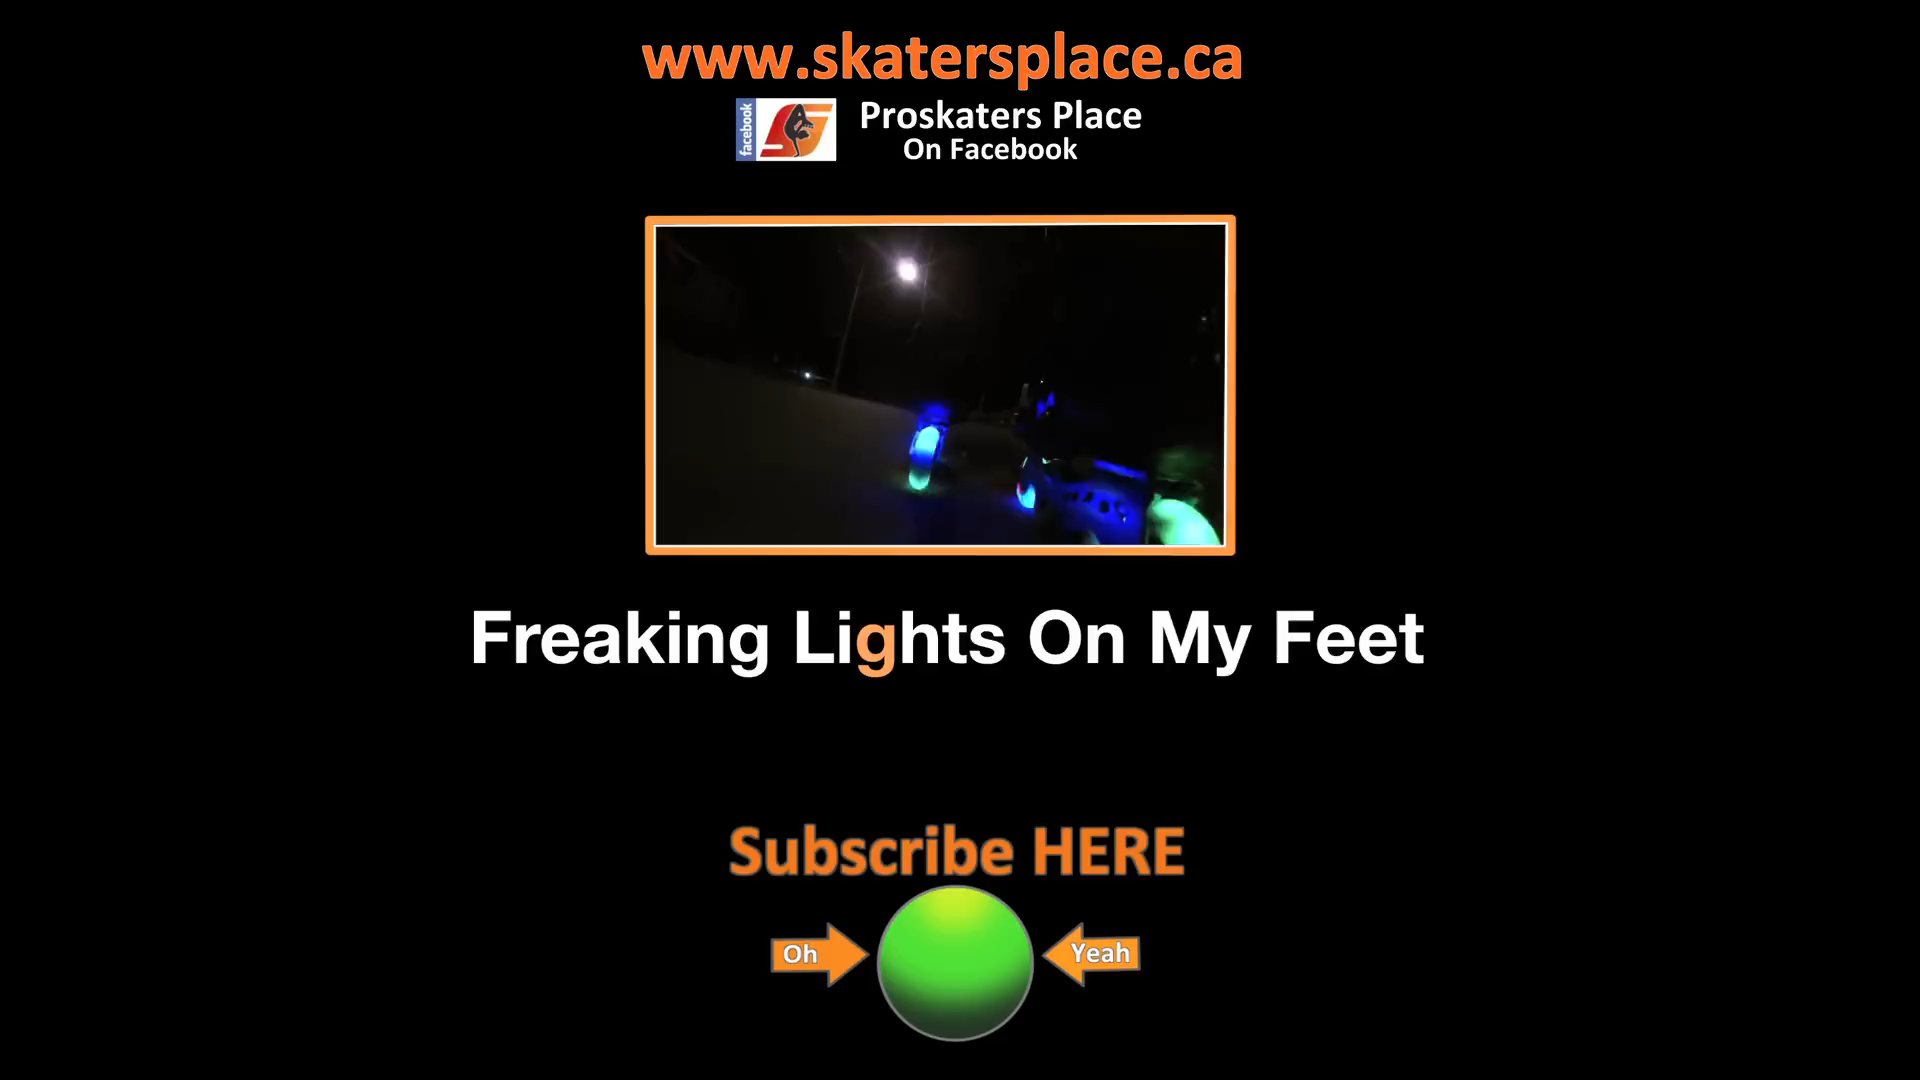 www.skatersplace.ca
facebook
Proskaters Place
On Facebook
Freaking Lights On My Feet
Subscribe HERE
Oh
Yeah